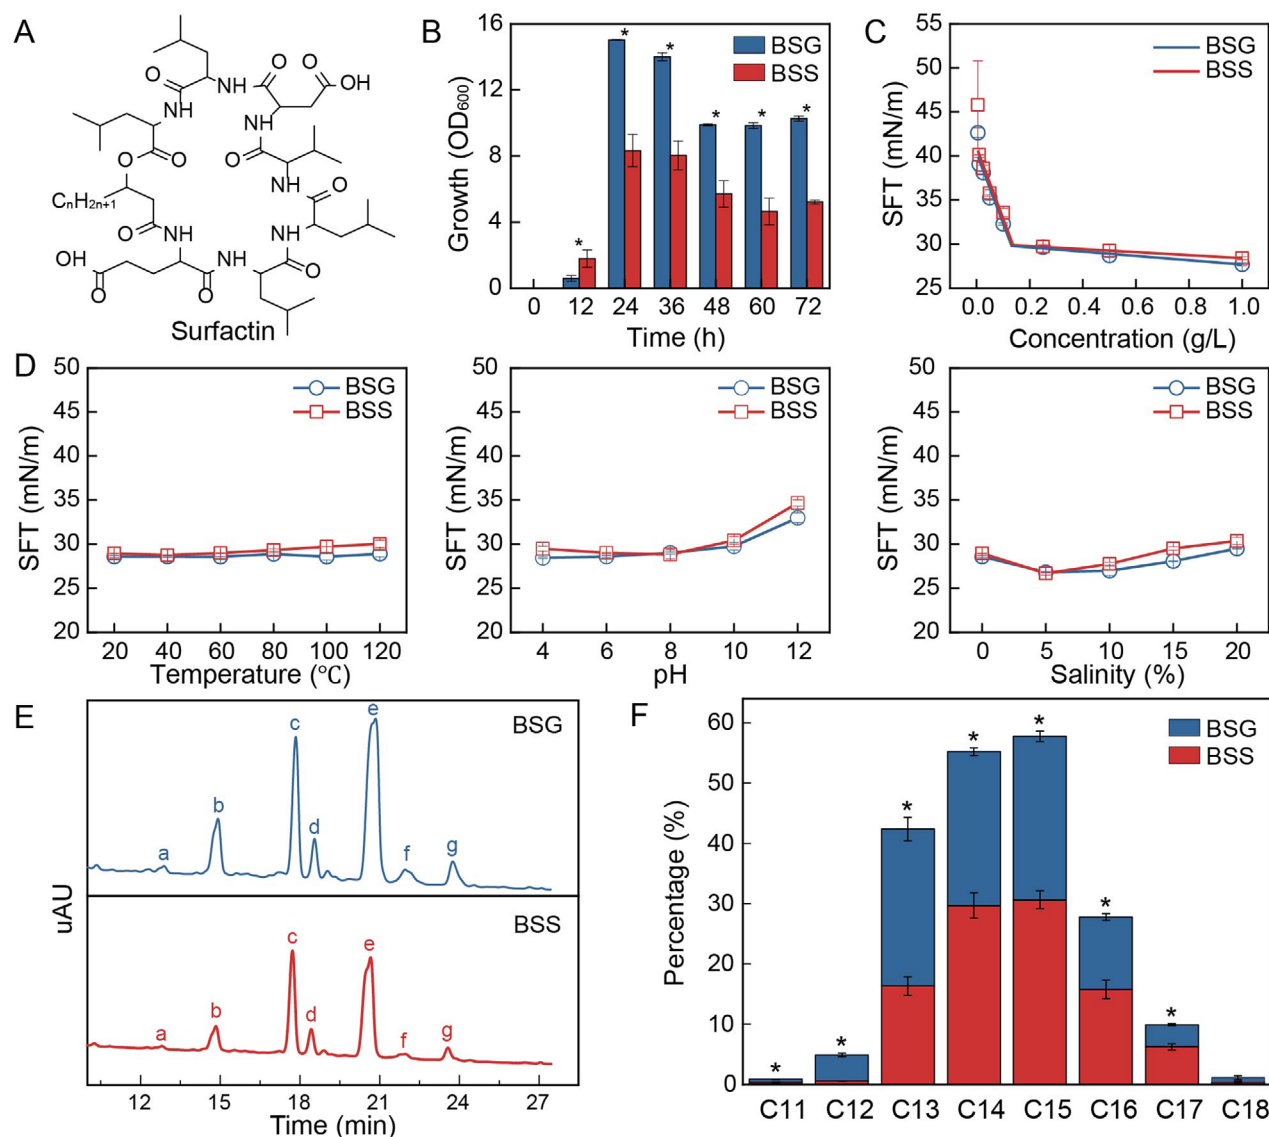 A
O
NH
O
OH
O
NH
O
NH
O
O
O
NH
O
CnH2n+1
NH
O
O
NH
NH
O
OH
O
O
NH
O
Surfactin
B
Growth (OD600)
16
12
8
4
0
BSG
BSS
* * * * * * *
0 12 24 36 48 60 72
Time (h)
C
SFT (mN/m)
55
50
45
40
35
30
25
BSG
BSS
0.0 0.2 0.4 0.6 0.8 1.0
Concentration (g/L)
D
SFT (mN/m)
50
45
40
35
30
25
20
BSG
BSS
20 40 60 80 100 120
Temperature (°C)
SFT (mN/m)
50
45
40
35
30
25
20
BSG
BSS
4 6 8 10 12
pH
SFT (mN/m)
50
45
40
35
30
25
20
BSG
BSS
0 5 10 15 20
Salinity (%)
E
uAU
BSG
a b c d e f g
BSS
a b c d e f g
12 15 18 21 24 27
Time (min)
F
Percentage (%)
60
50
40
30
20
10
0
BSG
BSS
* * * * * * *
C11 C12 C13 C14 C15 C16 C17 C18